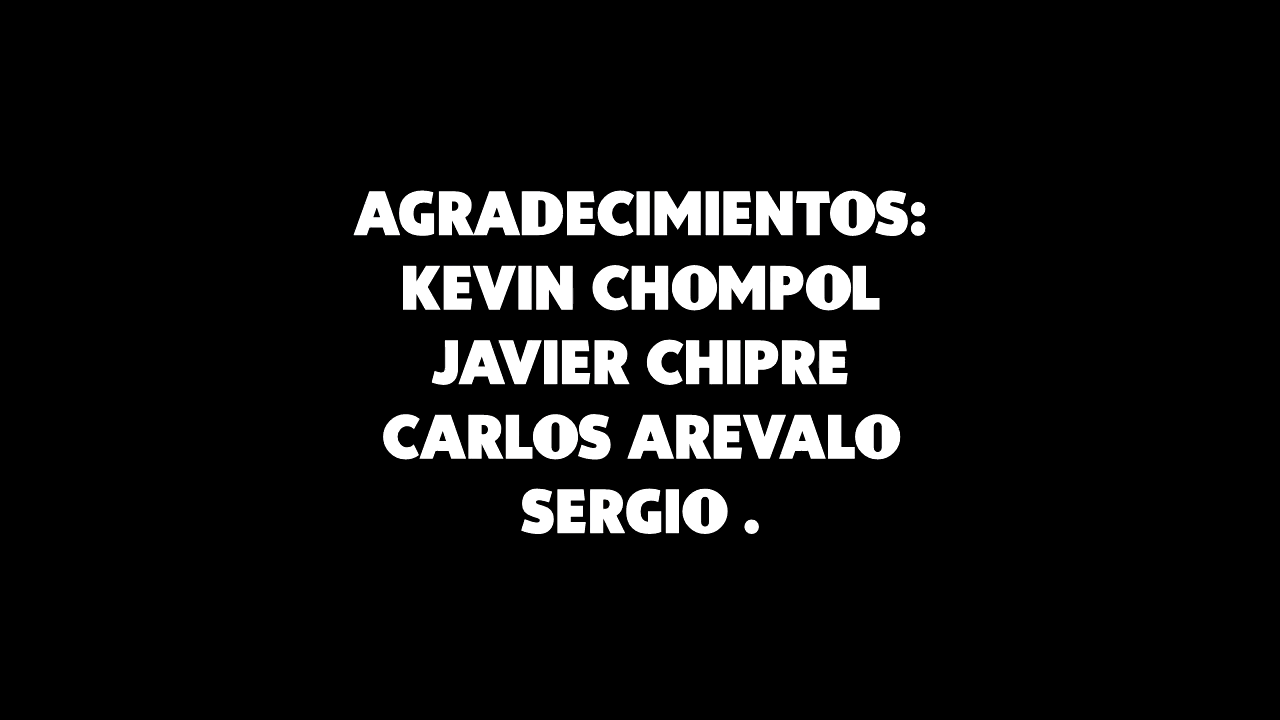 AGRADECIMIENTOS:
KEVIN CHOMPOL
JAVIER CHIPRE
CARLOS AREVALO
SERGIO .